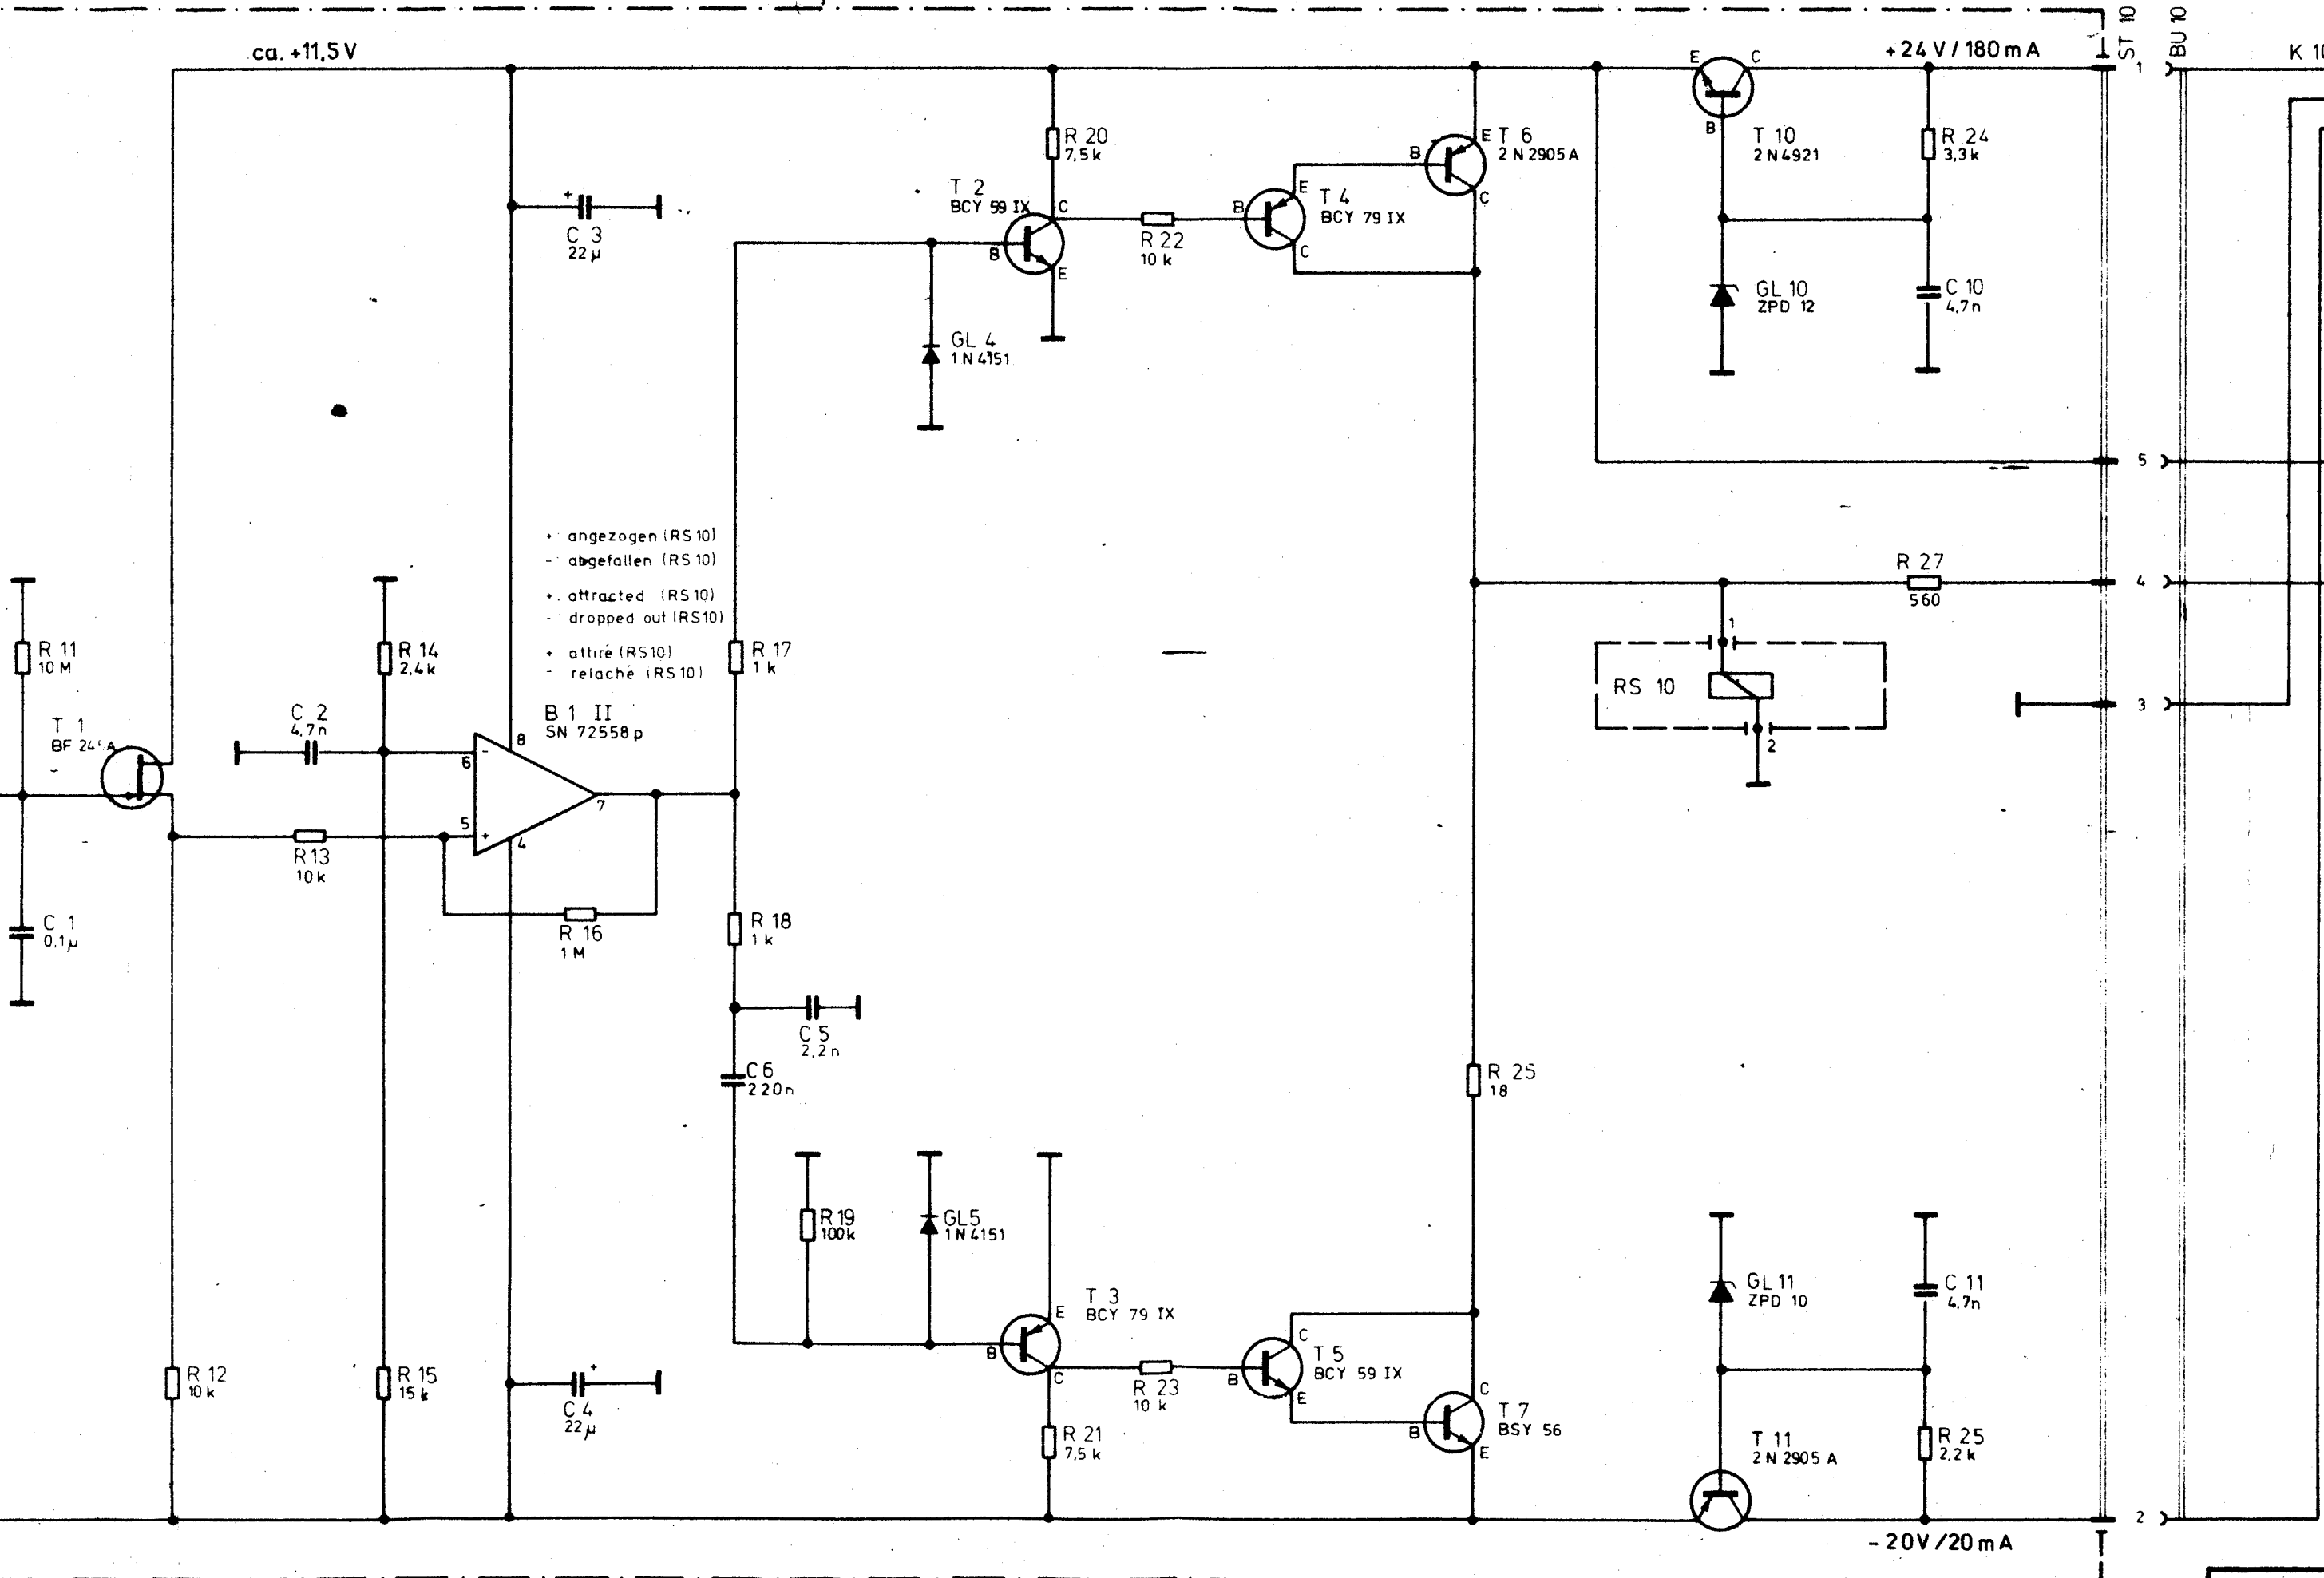 ca. +11,5 V
+24 V / 180 mA
ST 10
BU 10
K 10
1
E
C
B
T 10
2 N 4921
R 24
3,3 k
R 20
7,5 k
E
T 6
2 N 2905 A
B
C
T 2
BCY 59 IX
C
B
E
R 22
10 k
B
E
C
T 4
BCY 79 IX
+
C 3
22 µ
GL 4
1 N 4151
GL 10
ZPD 12
C 10
4,7 n
5
+ angezogen (RS 10)
- abgefallen (RS 10)
+ attracted (RS 10)
- dropped out (RS10)
+ attiré (RS10)
- relaché (RS10)
R 27
560
4
R 11
10 M
R 14
2,4 k
R 17
1 k
1
RS 10
2
3
B 1 II
SN 72558 p
C 2
4,7 n
T 1
8
6
-
7
5
+
4
R 13
10 k
R 16
1 M
C 1
0,1 µ
R 18
1 k
C 5
2,2 n
C 6
220 n
R 25
18
R 19
100 k
GL 5
1 N 4151
T 3
BCY 79 IX
E
B
C
R 23
10 k
T 5
BCY 59 IX
C
B
E
T 7
BSY 56
C
B
E
GL 11
ZPD 10
C 11
4,7 n
R 12
10 k
R 15
15 k
+
C 4
22 µ
R 21
7,5 k
T 11
2 N 2905 A
R 25
2,2 k
2
- 20 V / 20 mA